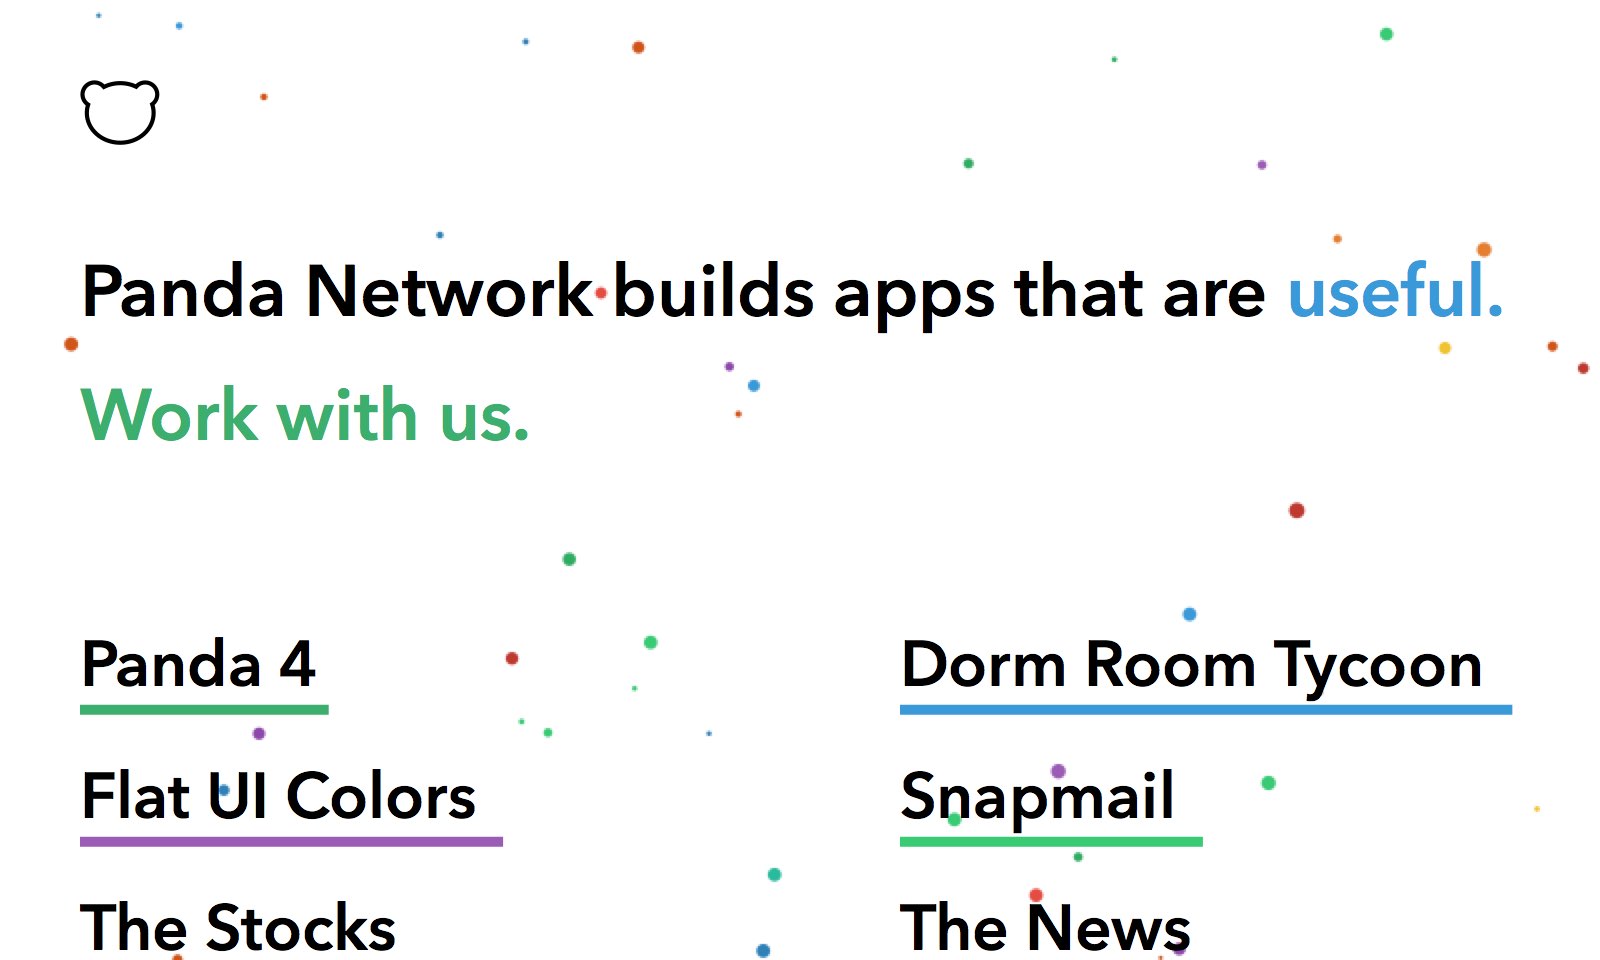 Panda Network builds apps that are useful.
Work with us.
Panda 4
Dorm Room Tycoon
Flat UI Colors
Snapmail
The Stocks
The News